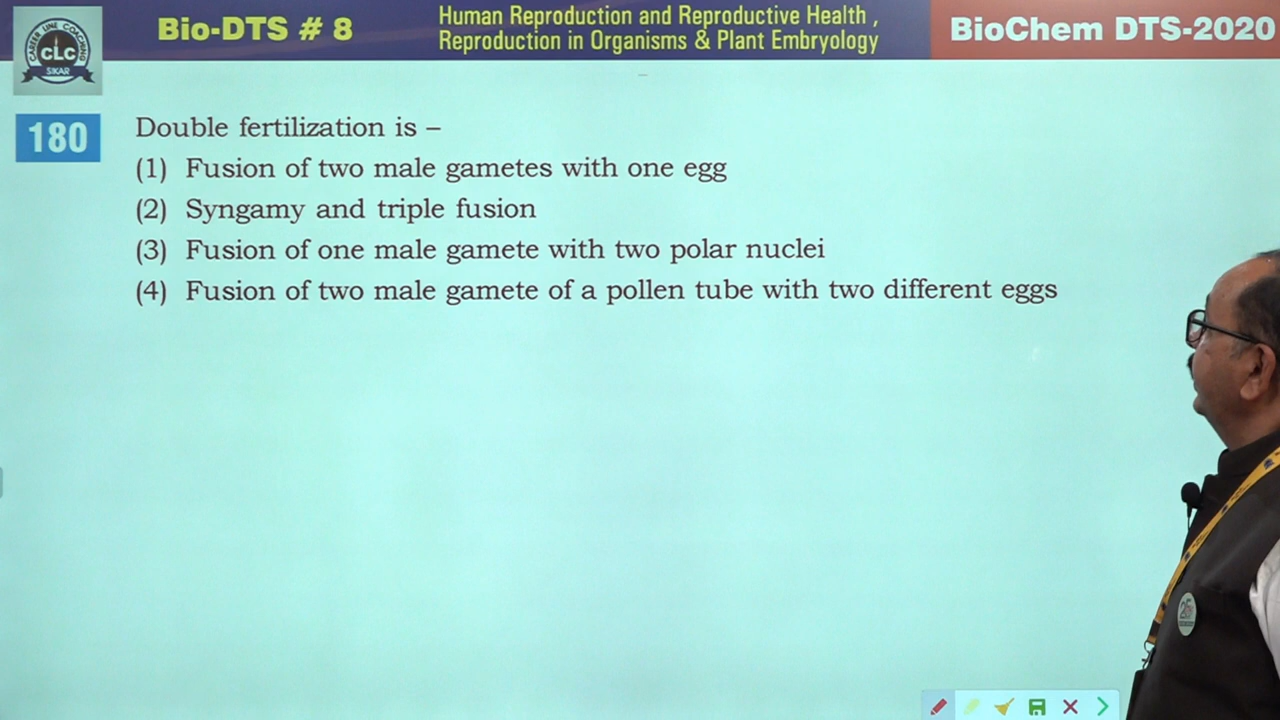 Bio-DTS # 8
Human Reproduction and Reproductive Health ,
Reproduction in Organisms & Plant Embryology
BioChem DTS-2020
CAREER LINE COACHING
CLC
SIKAR
180
Double fertilization is –
(1) Fusion of two male gametes with one egg
(2) Syngamy and triple fusion
(3) Fusion of one male gamete with two polar nuclei
(4) Fusion of two male gamete of a pollen tube with two different eggs